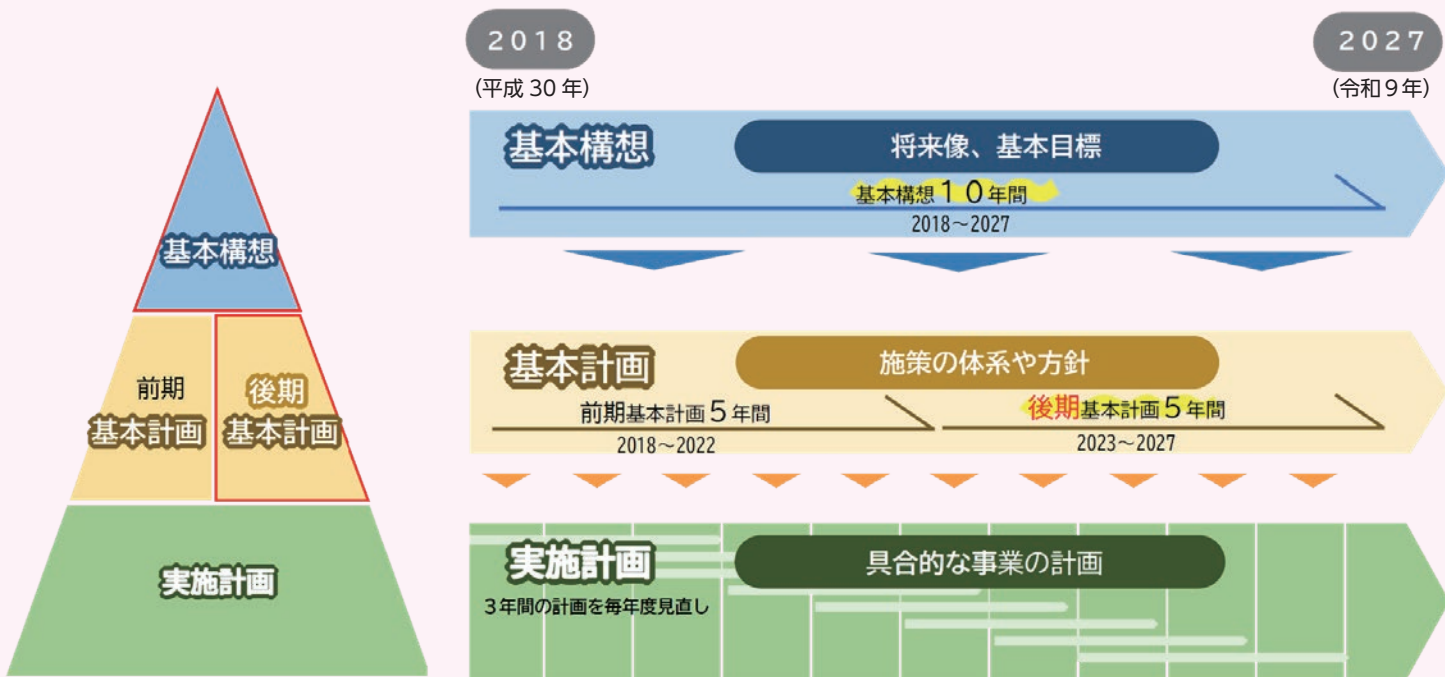 2018
(平成30年)
2027
(令和9年)
基本構想
前期
基本計画
後期
基本計画
実施計画
基本構想
将来像、基本目標
基本構想10年間
2018～2027
基本計画
施策の体系や方針
前期基本計画5年間
2018～2022
後期基本計画5年間
2023～2027
実施計画
具合的な事業の計画
3年間の計画を毎年度見直し